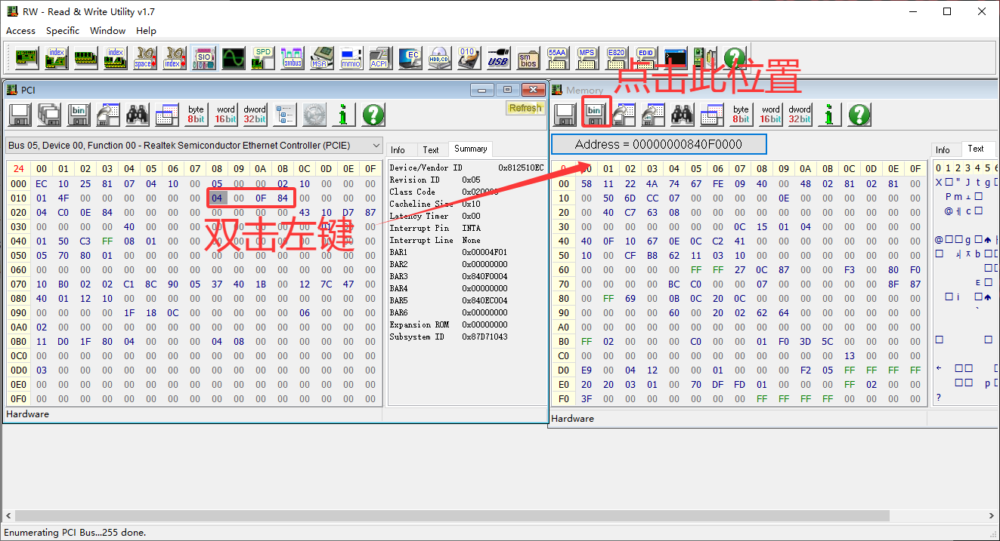 RW - Read & Write Utility v1.7
Access Specific Window Help
index index space index SIO SPD smbus MSR mmio ACPI EC HDD,CD 010 USB sm bios 55AA MPS E820 EDID
点击此位置
PCI
Memory
bin byte 8bit word 16bit dword 32bit Refresh
bin byte 8bit word 16bit dword 32bit
Bus 05, Device 00, Function 00 - Realtek Semiconductor Ethernet Controller (PCIE)
24 00 01 02 03 04 05 06 07 08 09 0A 0B 0C 0D 0E 0F
000 EC 10 25 81 07 04 10 00 05 00 00 02 10 00 00 00
010 01 4F 00 00 00 00 00 00 04 00 0F 84 00 00 00 00
020 04 C0 0E 84 00 00 00 00 00 00 00 00 43 10 D7 87
030 00 00 00 00 40 00 00 00 00 00 00 00 00 01 00 00
040 01 50 C3 FF 08 01 00 00 00 00 00 00 00 00 00 00
050 05 70 80 01 00 00 00 00 00 00 00 00 00 00 00 00
060 00 00 00 00 00 00 00 00 00 00 00 00 00 00 00 00
070 10 B0 02 02 C1 8C 90 05 37 40 1B 00 12 7C 47 00
080 40 01 12 10 00 00 00 00 00 00 00 00 00 00 00 00
090 00 00 00 00 1F 18 0C 00 00 00 00 00 06 00 00 00
0A0 02 00 00 00 00 00 00 00 00 00 00 00 00 00 00 00
0B0 11 D0 1F 80 04 00 00 00 04 08 00 00 00 00 00 00
0C0 00 00 00 00 00 00 00 00 00 00 00 00 00 00 00 00
0D0 03 00 00 00 00 00 00 00 00 00 00 00 00 00 00 00
0E0 00 00 00 00 00 00 00 00 00 00 00 00 00 00 00 00
0F0 00 00 00 00 00 00 00 00 00 00 00 00 00 00 00 00
双击左键
Hardware
Info Text Summary
Device/Vendor ID 0x812510EC
Revision ID 0x05
Class Code 0x020000
Cacheline Size 0x10
Latency Timer 0x00
Interrupt Pin INTA
Interrupt Line None
BAR1 0x00004F01
BAR2 0x00000000
BAR3 0x840F0004
BAR4 0x00000000
BAR5 0x840EC004
BAR6 0x00000000
Expansion ROM 0x00000000
Subsystem ID 0x87D71043
Address = 00000000840F0000
0 00 01 02 03 04 05 06 07 08 09 0A 0B 0C 0D 0E 0F
00 58 11 22 4A 74 67 FE 09 40 00 48 02 81 02 81 00
10 00 50 6D CC 07 00 00 00 00 0E 00 00 00 00 00 00
20 00 40 C7 63 08 00 00 00 00 00 00 00 00 00 00 00
30 00 00 00 00 00 00 00 0C 15 01 04 00 00 00 00 00
40 40 0F 10 67 0E 0C C2 41 00 00 00 00 00 00 00 00
50 10 00 CF B8 62 11 03 10 00 00 00 00 00 00 00 00
60 00 00 00 00 00 FF FF 27 0C 87 00 00 F3 00 80 F0
70 00 00 00 00 BC C0 00 00 07 00 00 00 00 00 8F 87
80 00 FF 69 00 0B 0C 20 0C 00 00 00 00 00 00 00 00
90 00 00 00 00 60 00 20 02 62 64 00 00 00 00 00 00
A0 00 00 00 00 00 00 00 00 00 00 00 00 00 00 00 00
B0 FF 02 00 00 00 C0 00 00 01 F0 3D 5C 00 00 00 00
C0 00 00 00 00 00 00 00 00 00 00 00 00 13 00 00 00
D0 E9 00 04 12 00 00 01 00 00 00 F2 05 FF FF FF FF
E0 20 20 03 01 00 70 DF FD 01 00 00 00 FF 02 00 00
F0 3F 00 00 00 00 00 00 00 FF FF FF FF 00 00 00 00
Hardware
Info Text
0 1 2 3 4 5 6
Enumerating PCI Bus...255 done.